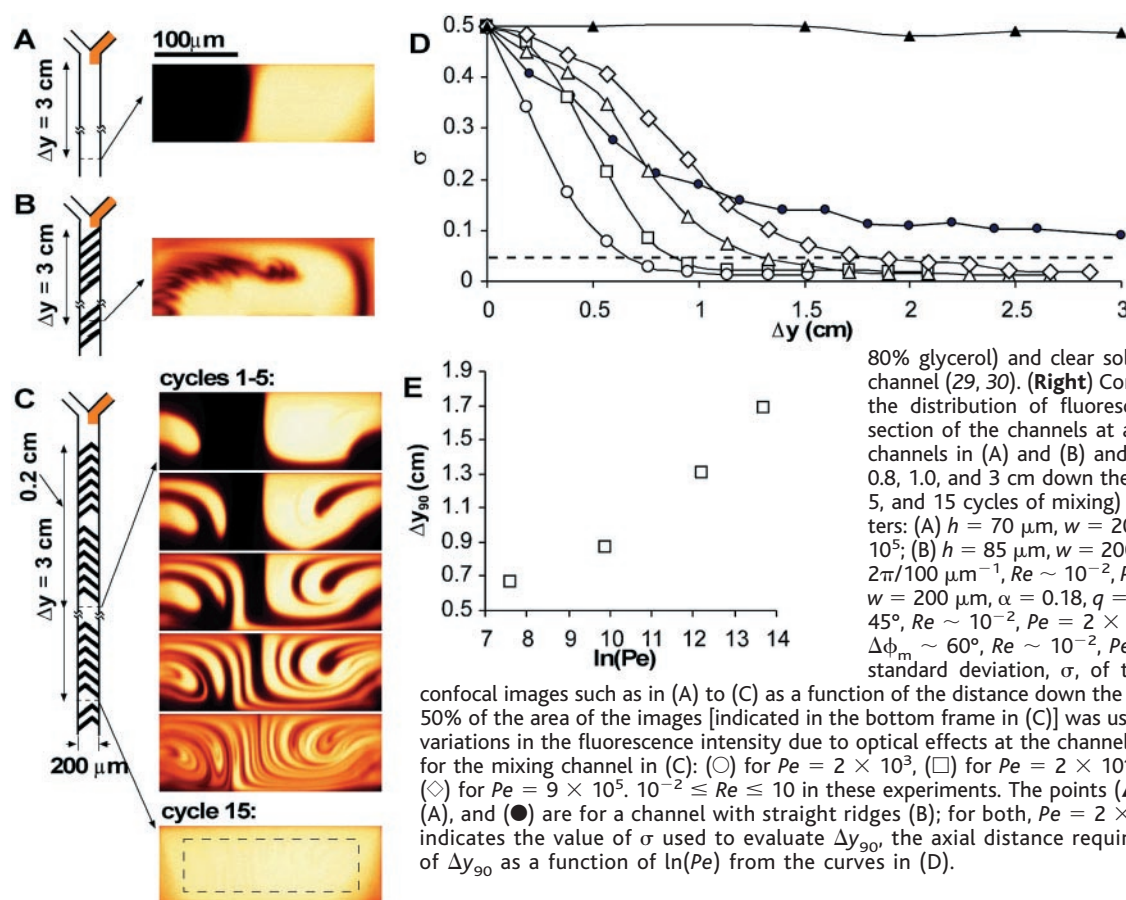 A
100μm
Δy = 3 cm
B
Δy = 3 cm
C
cycles 1-5:
0.2 cm
Δy = 3 cm
200 μm
cycle 15:
D
σ
0.5
0.4
0.3
0.2
0.1
0
0 0.5 1 1.5 2 2.5 3
Δy (cm)
E
Δy90 (cm)
1.9
1.7
1.5
1.3
1.1
0.9
0.7
0.5
7 8 9 10 11 12 13 14
ln(Pe)
80% glycerol) and clear sol
channel (29, 30). (Right) Co
the distribution of fluoresc
section of the channels at a
channels in (A) and (B) and
0.8, 1.0, and 3 cm down the
5, and 15 cycles of mixing)
ters: (A) h = 70 μm, w = 20
10⁵; (B) h = 85 μm, w = 200
2π/100 μm⁻¹, Re ~ 10⁻², P
w = 200 μm, α = 0.18, q =
45°, Re ~ 10⁻², Pe = 2 ×
Δϕm ~ 60°, Re ~ 10⁻², Pe
standard deviation, σ, of t
confocal images such as in (A) to (C) as a function of the distance down the
50% of the area of the images [indicated in the bottom frame in (C)] was us
variations in the fluorescence intensity due to optical effects at the channel
for the mixing channel in (C): (○) for Pe = 2 × 10³, (□) for Pe = 2 × 10
(◇) for Pe = 9 × 10⁵. 10⁻² ≤ Re ≤ 10 in these experiments. The points (▲
(A), and (●) are for a channel with straight ridges (B); for both, Pe = 2 ×
indicates the value of σ used to evaluate Δy90, the axial distance requir
of Δy90 as a function of ln(Pe) from the curves in (D).